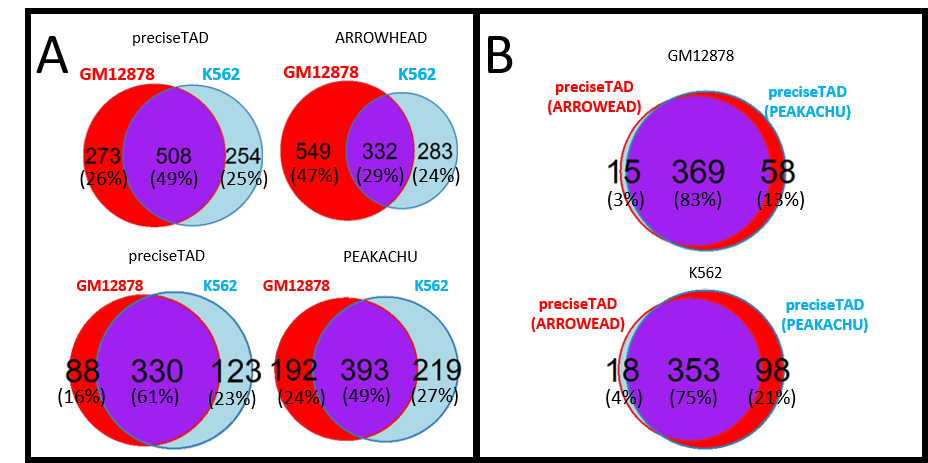 A
preciseTAD
GM12878 K562
273 508 254
(26%) (49%) (25%)
ARROWHEAD
GM12878 K562
549 332 283
(47%) (29%) (24%)
preciseTAD
GM12878 K562
88 330 123
(16%) (61%) (23%)
PEAKACHU
GM12878 K562
192 393 219
(24%) (49%) (27%)
B
GM12878
preciseTAD
(ARROWEAD)
preciseTAD
(PEAKACHU)
15 369 58
(3%) (83%) (13%)
K562
preciseTAD
(ARROWEAD)
preciseTAD
(PEAKACHU)
18 353 98
(4%) (75%) (21%)